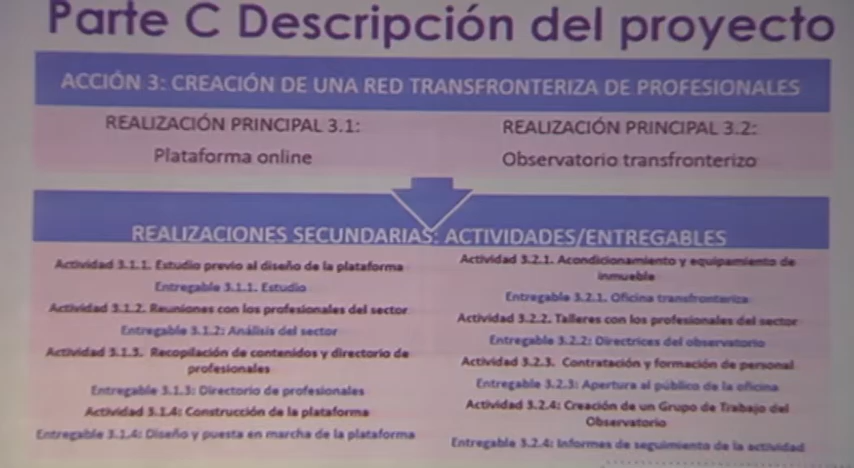 Parte C Descripción del proyecto
ACCIÓN 3: CREACIÓN DE UNA RED TRANSFRONTERIZA DE PROFESIONALES
REALIZACIÓN PRINCIPAL 3.1:
Plataforma online
REALIZACIÓN PRINCIPAL 3.2:
Observatorio transfronterizo
REALIZACIONES SECUNDARIAS: ACTIVIDADES/ENTREGABLES
Actividad 3.1.1. Estudio previo al diseño de la plataforma
Entregable 3.1.1. Estudio
Actividad 3.1.2. Reuniones con los profesionales del sector
Entregable 3.1.2: Análisis del sector
Actividad 3.1.3. Recopilación de contenidos y directorio de
profesionales
Entregable 3.1.3: Directorio de profesionales
Actividad 3.1.4: Construcción de la plataforma
Entregable 3.1.4: Diseño y puesta en marcha de la plataforma
Actividad 3.2.1. Acondicionamiento y equipamiento de
inmueble
Entregable 3.2.1. Oficina transfronteriza
Actividad 3.2.2. Talleres con los profesionales del sector
Entregable 3.2.2: Directrices del observatorio
Actividad 3.2.3. Contratación y formación de personal
Entregable 3.2.3: Apertura al público de la oficina
Actividad 3.2.4: Creación de un Grupo de Trabajo del
Observatorio
Entregable 3.2.4: Informes de seguimiento de la actividad